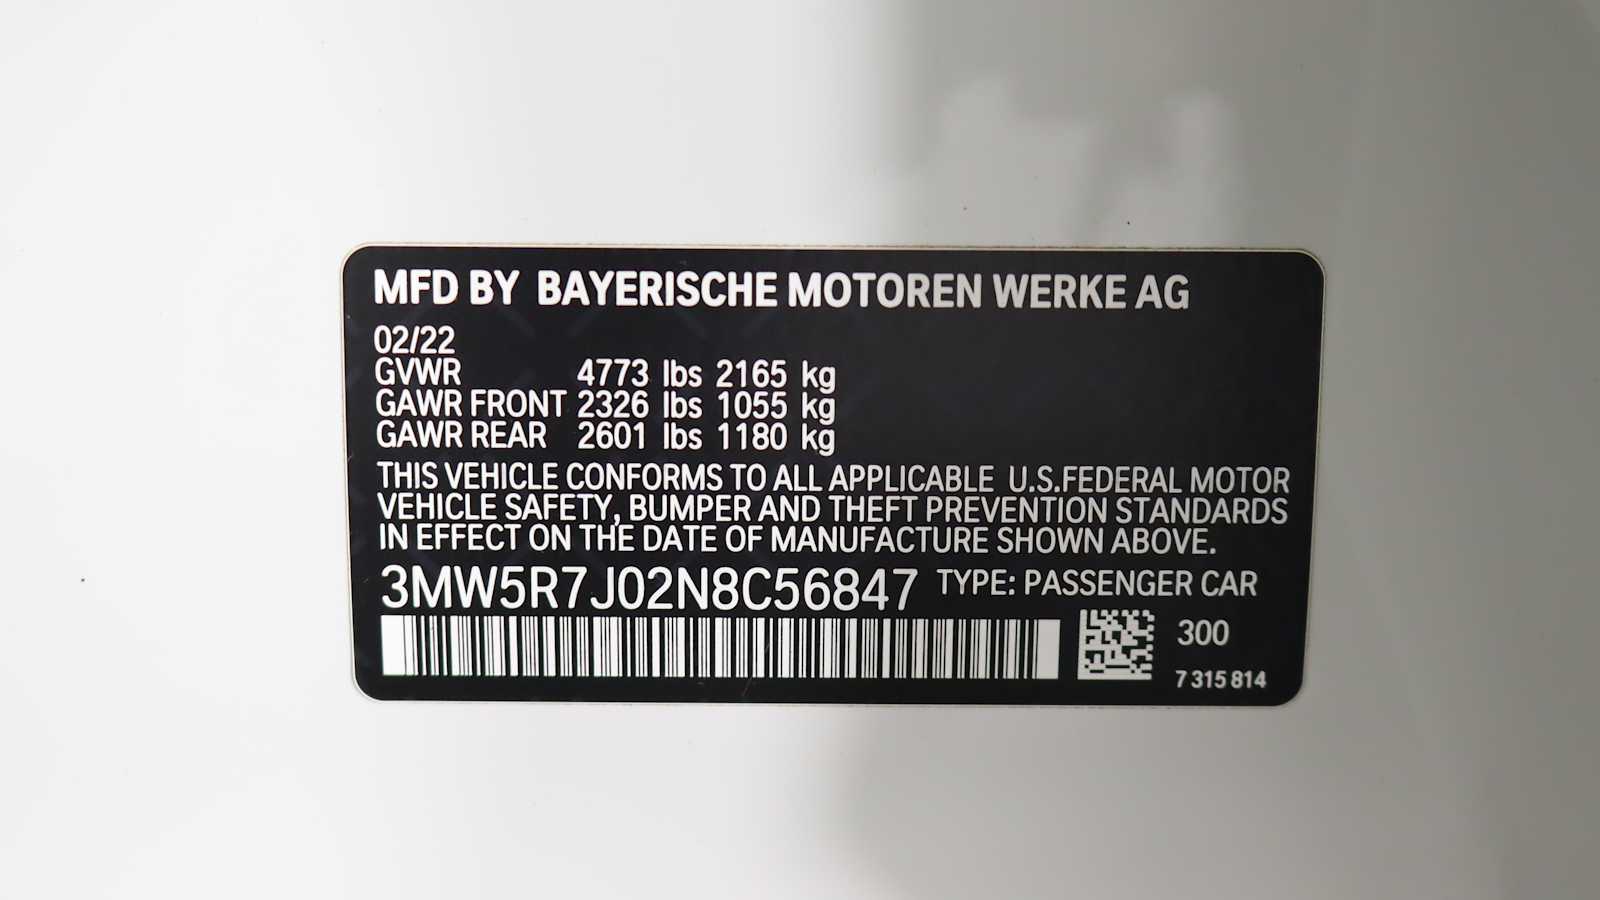 MFD BY BAYERISCHE MOTOREN WERKE AG
02/22
GVWR 4773 lbs 2165 kg
GAWR FRONT 2326 lbs 1055 kg
GAWR REAR 2601 lbs 1180 kg
THIS VEHICLE CONFORMS TO ALL APPLICABLE U.S.FEDERAL MOTOR
VEHICLE SAFETY, BUMPER AND THEFT PREVENTION STANDARDS
IN EFFECT ON THE DATE OF MANUFACTURE SHOWN ABOVE.
3MW5R7J02N8C56847 TYPE: PASSENGER CAR
300
7 315 814